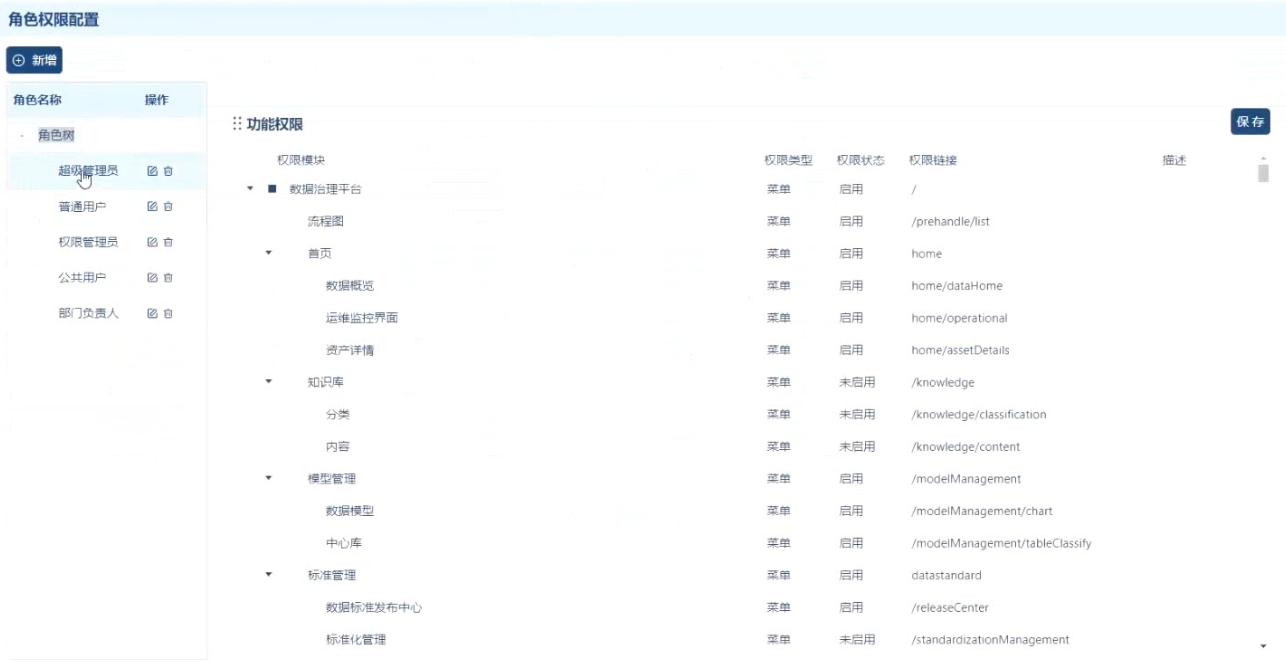 角色权限配置
新增
角色名称 操作
角色树
超级管理员
普通用户
权限管理员
公共用户
部门负责人
功能权限
保存
权限模块 权限类型 权限状态 权限链接 描述
数据治理平台 菜单 启用 /
流程图 菜单 启用 /prehandle/list
首页 菜单 启用 home
数据概览 菜单 启用 home/dataHome
运维监控界面 菜单 启用 home/operational
资产详情 菜单 启用 home/assetDetails
知识库 菜单 未启用 /knowledge
分类 菜单 未启用 /knowledge/classification
内容 菜单 未启用 /knowledge/content
模型管理 菜单 启用 /modelManagement
数据模型 菜单 启用 /modelManagement/chart
中心库 菜单 启用 /modelManagement/tableClassify
标准管理 菜单 启用 datastandard
数据标准发布中心 菜单 启用 /releaseCenter
标准化管理 菜单 未启用 /standardizationManagement